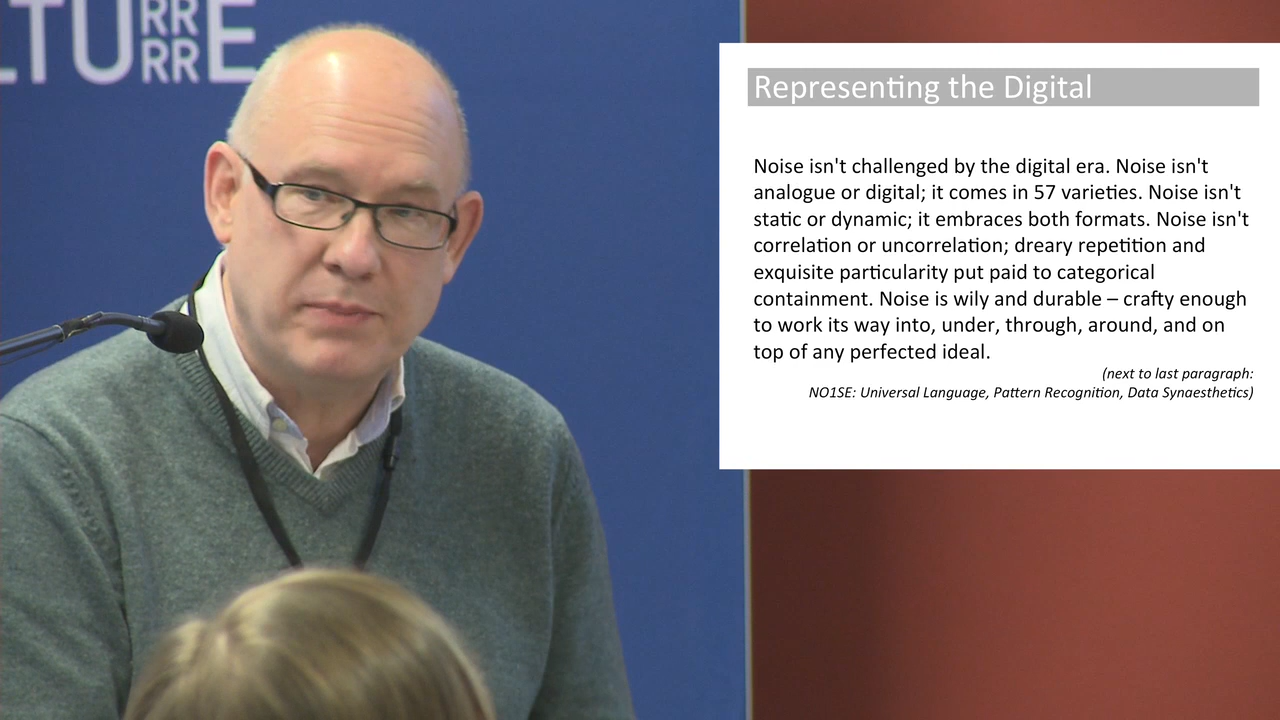 LTURRE
RR
Representing the Digital
Noise isn't challenged by the digital era. Noise isn't
analogue or digital; it comes in 57 varieties. Noise isn't
static or dynamic; it embraces both formats. Noise isn't
correlation or uncorrelation; dreary repetition and
exquisite particularity put paid to categorical
containment. Noise is wily and durable – crafty enough
to work its way into, under, through, around, and on
top of any perfected ideal.
(next to last paragraph:
NO1SE: Universal Language, Pattern Recognition, Data Synaesthetics)